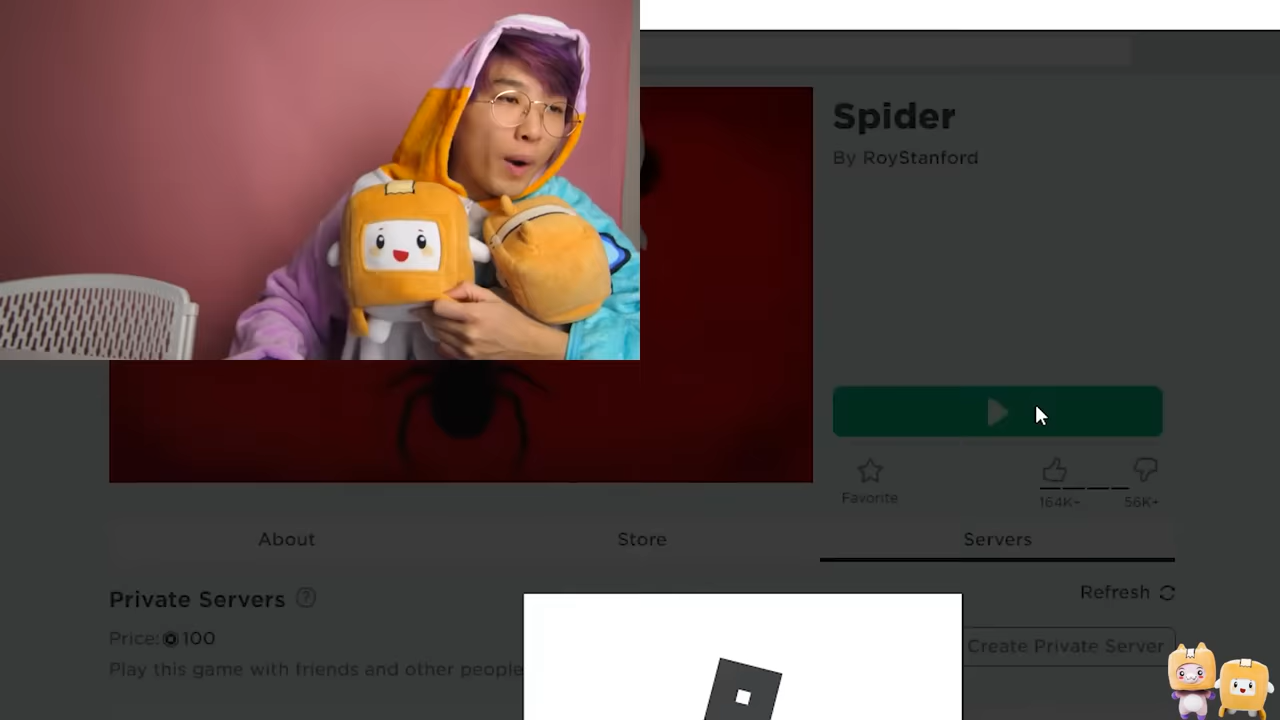 Spider
By RoyStanford
Favorite
164K+
56K+
About
Store
Servers
Private Servers
Refresh
Price: 100
Create Private Server
Play this game with friends and other people